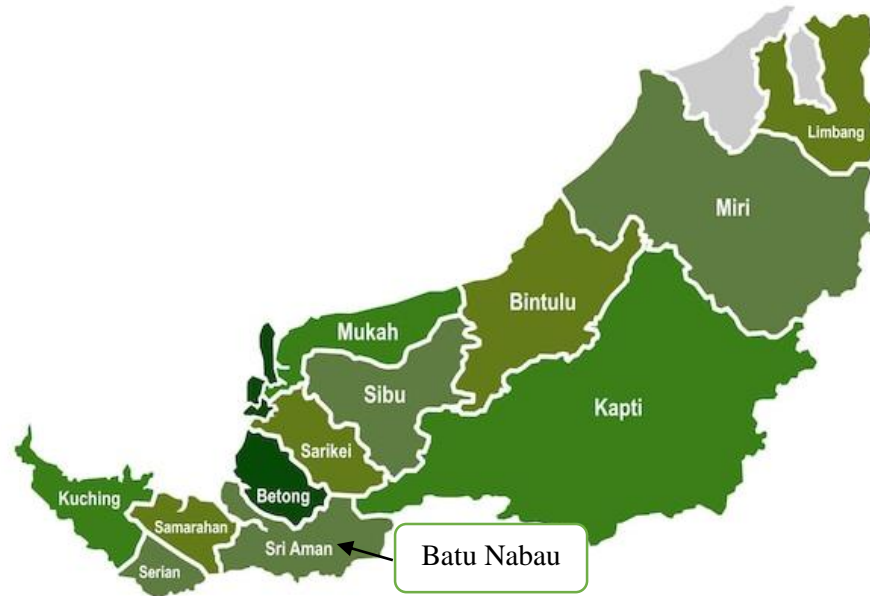 Limbang
Miri
Bintulu
Mukah
Sibu
Kapti
Sarikei
Kuching
Betong
Samarahan
Sri Aman
Batu Nabau
Serian